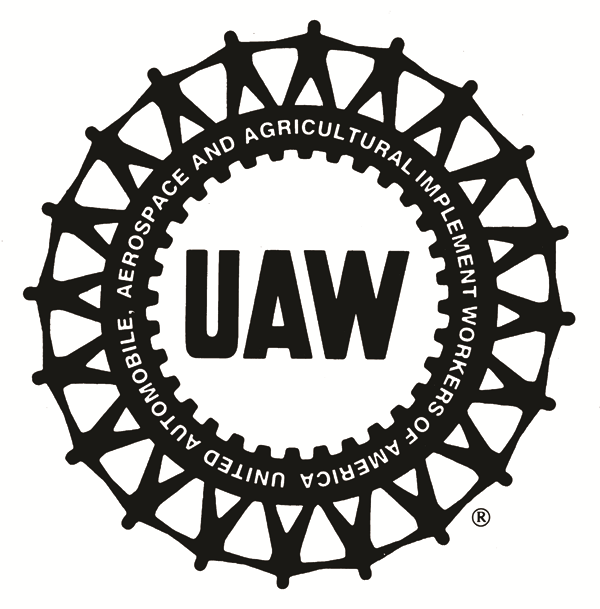 UNITED AUTOMOBILE, AEROSPACE AND AGRICULTURAL IMPLEMENT WORKERS OF AMERICA
UAW
®